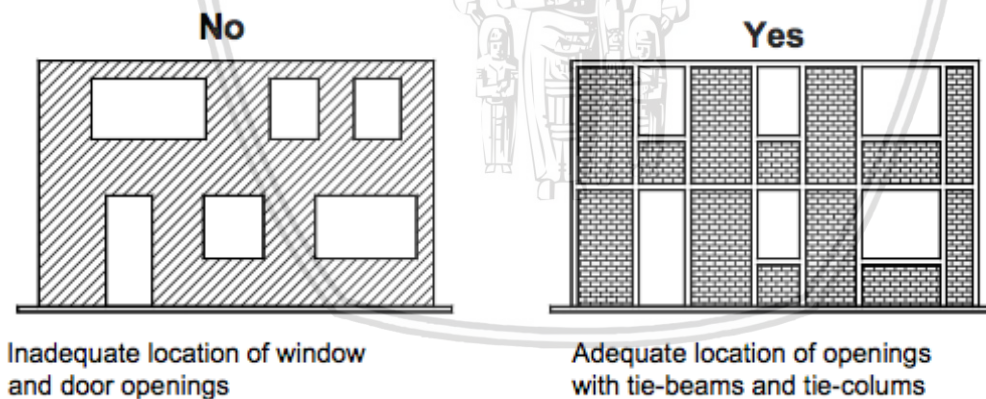 No
Yes
Inadequate location of window
and door openings
Adequate location of openings
with tie-beams and tie-colums